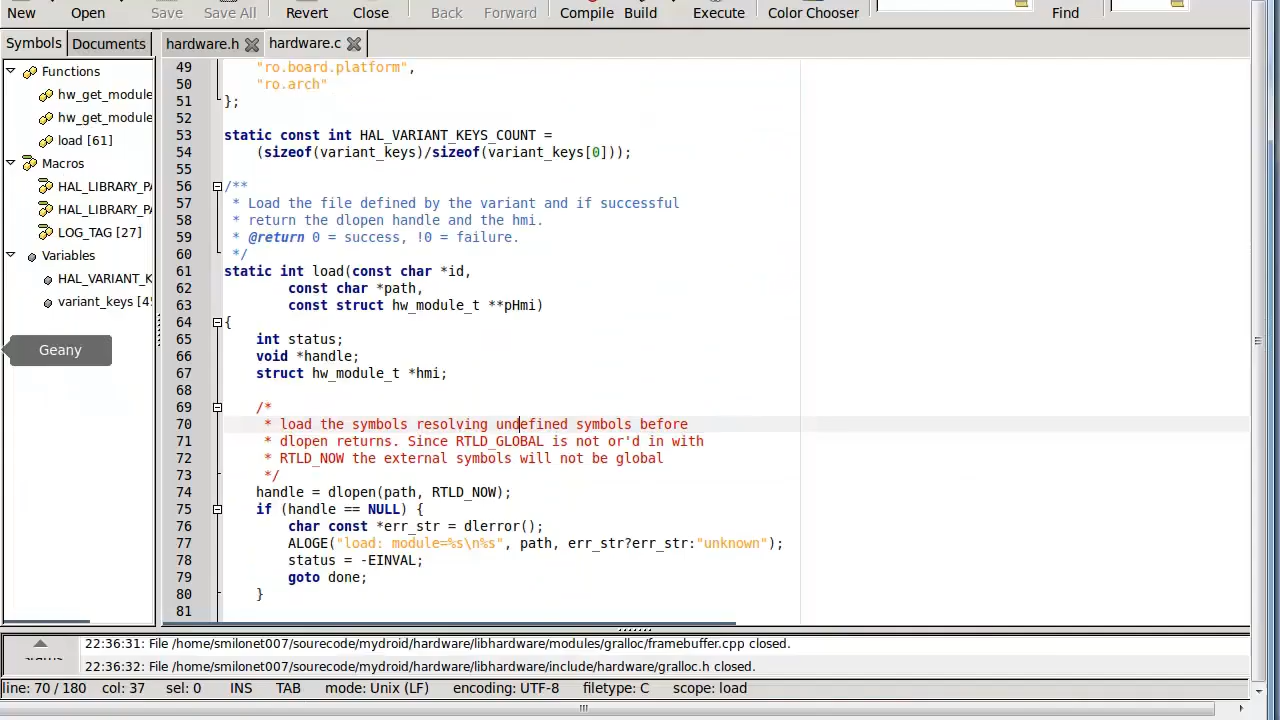 New Open Save Save All Revert Close Back Forward Compile Build Execute Color Chooser Find
Symbols Documents hardware.h hardware.c
Functions
hw_get_module
hw_get_module
load [61]
Macros
HAL_LIBRARY_PA
HAL_LIBRARY_PA
LOG_TAG [27]
Variables
HAL_VARIANT_K
variant_keys [45
Geany
49 "ro.board.platform",
50 "ro.arch"
51 };
52
53 static const int HAL_VARIANT_KEYS_COUNT =
54 (sizeof(variant_keys)/sizeof(variant_keys[0]));
55
56 /**
57 * Load the file defined by the variant and if successful
58 * return the dlopen handle and the hmi.
59 * @return 0 = success, !0 = failure.
60 */
61 static int load(const char *id,
62 const char *path,
63 const struct hw_module_t **pHmi)
64 {
65 int status;
66 void *handle;
67 struct hw_module_t *hmi;
68
69 /*
70 * load the symbols resolving undefined symbols before
71 * dlopen returns. Since RTLD_GLOBAL is not or'd in with
72 * RTLD_NOW the external symbols will not be global
73 */
74 handle = dlopen(path, RTLD_NOW);
75 if (handle == NULL) {
76 char const *err_str = dlerror();
77 ALOGE("load: module=%s\n%s", path, err_str?err_str:"unknown");
78 status = -EINVAL;
79 goto done;
80 }
81
22:36:31: File /home/smilonet007/sourecode/mydroid/hardware/libhardware/modules/gralloc/framebuffer.cpp closed.
22:36:32: File /home/smilonet007/sourecode/mydroid/hardware/libhardware/include/hardware/gralloc.h closed.
line: 70 / 180 col: 37 sel: 0 INS TAB mode: Unix (LF) encoding: UTF-8 filetype: C scope: load